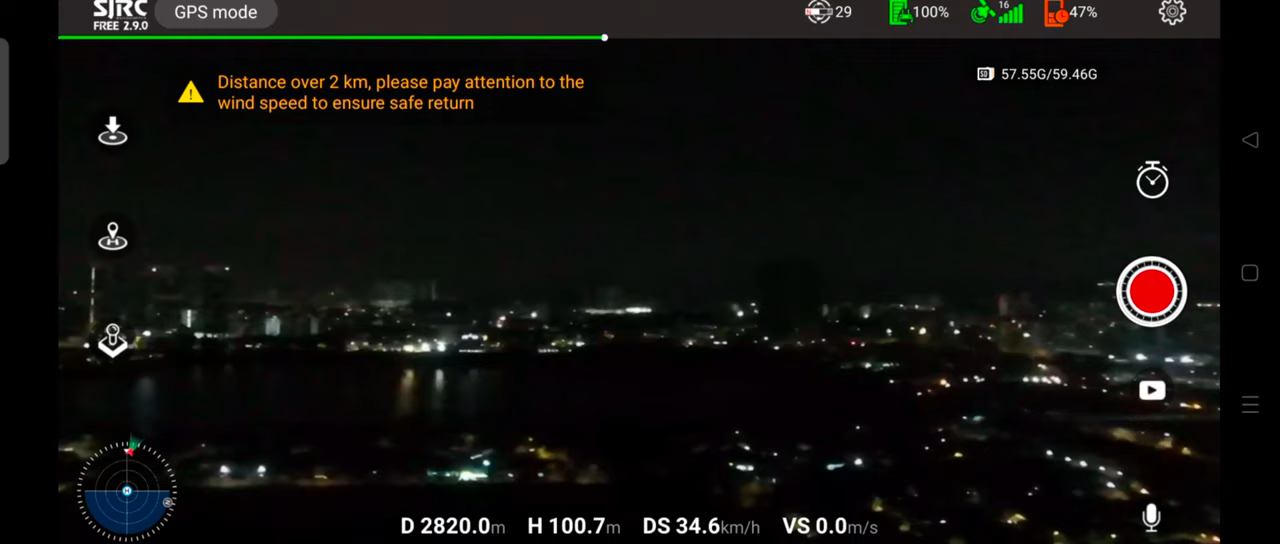 SJRC
FREE 2.9.0
GPS mode
29
100%
16
47%
Distance over 2 km, please pay attention to the
wind speed to ensure safe return
SD
57.55G/59.46G
H
D 2820.0m H 100.7m DS 34.6km/h VS 0.0m/s